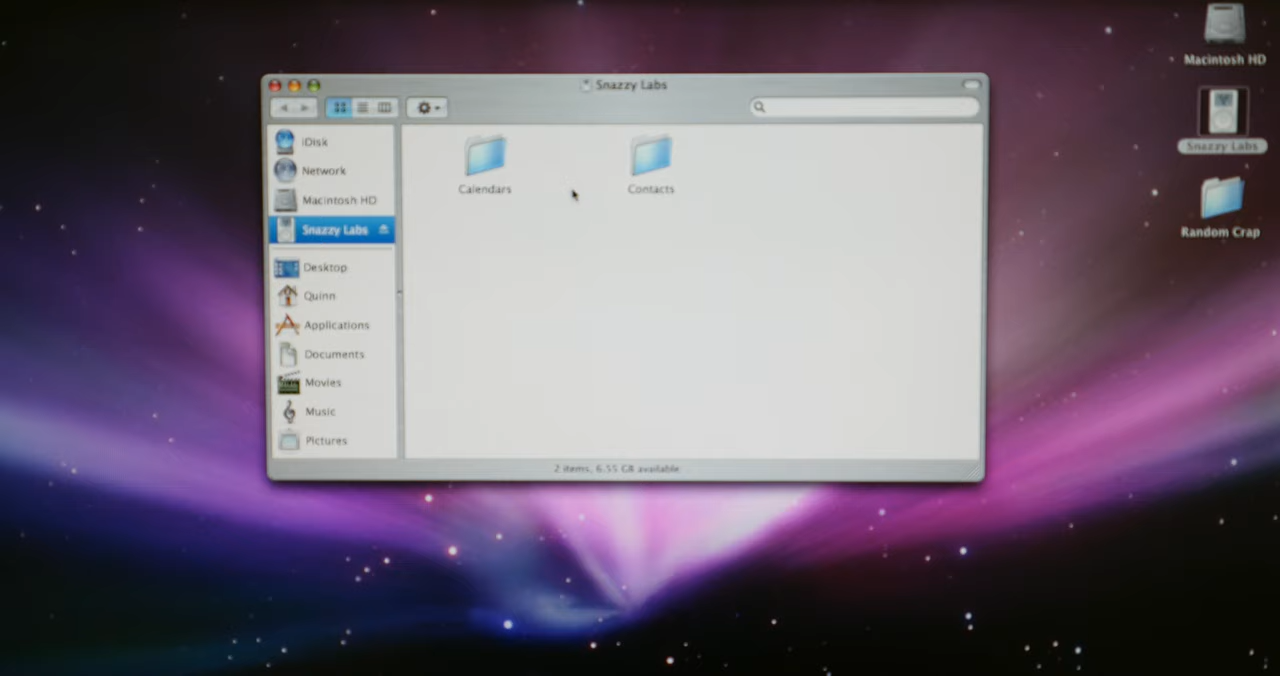 Snazzy Labs
iDisk
Network
Macintosh HD
Snazzy Labs
Desktop
Quinn
Applications
Documents
Movies
Music
Pictures
Calendars
Contacts
2 items, 6.55 GB available
Macintosh HD
Snazzy Labs
Random Crap